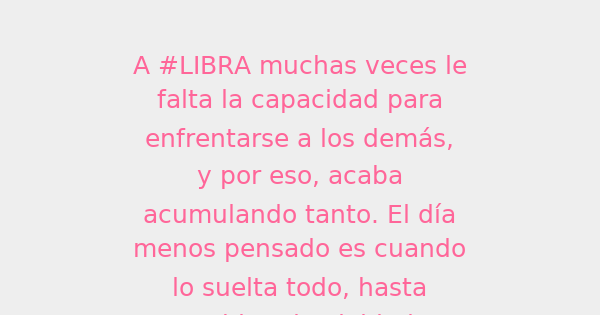 A #LIBRA muchas veces le
falta la capacidad para
enfrentarse a los demás,
y por eso, acaba
acumulando tanto. El día
menos pensado es cuando
lo suelta todo, hasta